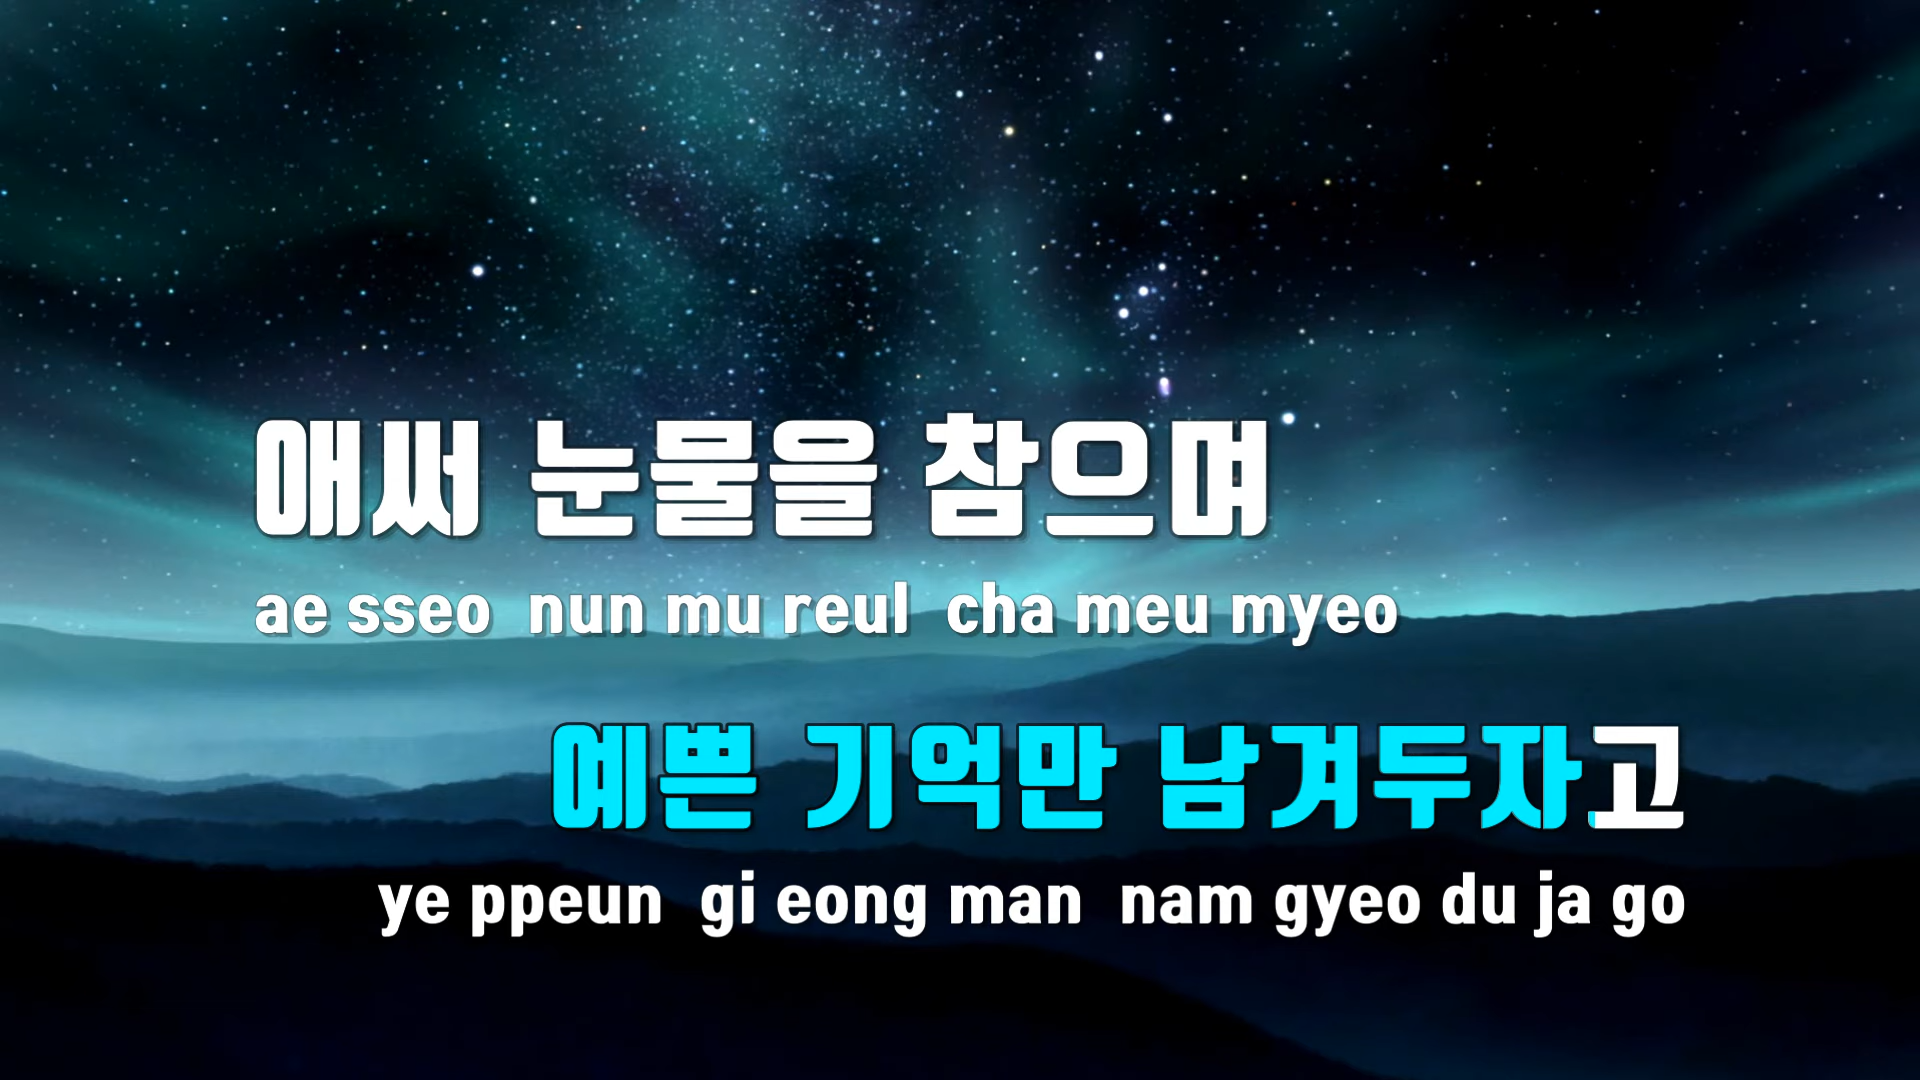 애써 눈물을 참으며
ae sseo nun mu reul cha meu myeo
예쁜 기억만 남겨두자고
ye ppeun gi eong man nam gyeo du ja go